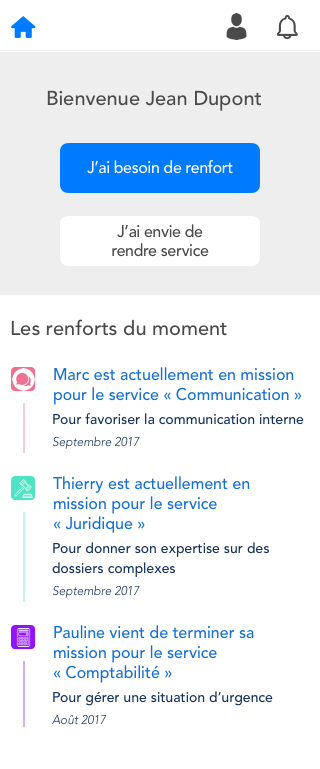 Bienvenue Jean Dupont
J’ai besoin de renfort
J’ai envie de
rendre service
Les renforts du moment
Marc est actuellement en mission
pour le service « Communication »
Pour favoriser la communication interne
Septembre 2017
Thierry est actuellement en
mission pour le service
« Juridique »
Pour donner son expertise sur des
dossiers complexes
Septembre 2017
Pauline vient de terminer sa
mission pour le service
« Comptabilité »
Pour gérer une situation d’urgence
Août 2017